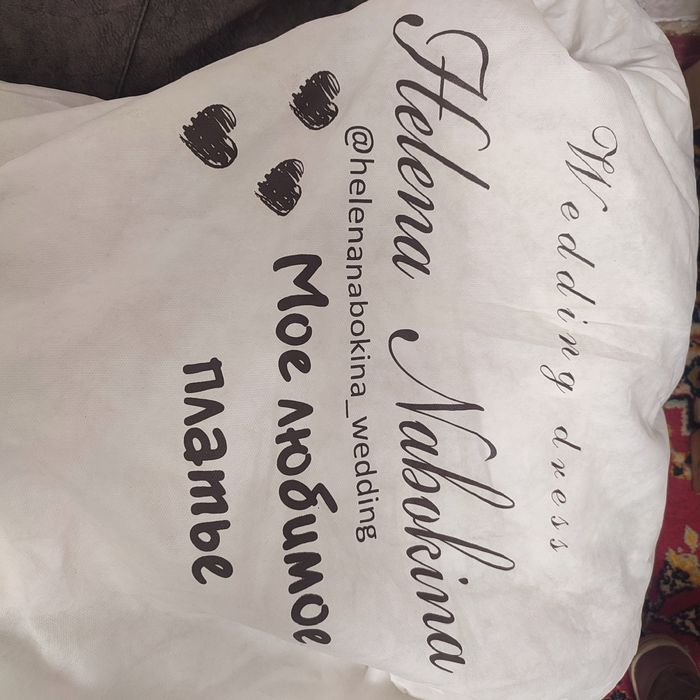 Wedding dress
Helena Nabokina
@helenanabokina_wedding
Мое любимое
платье